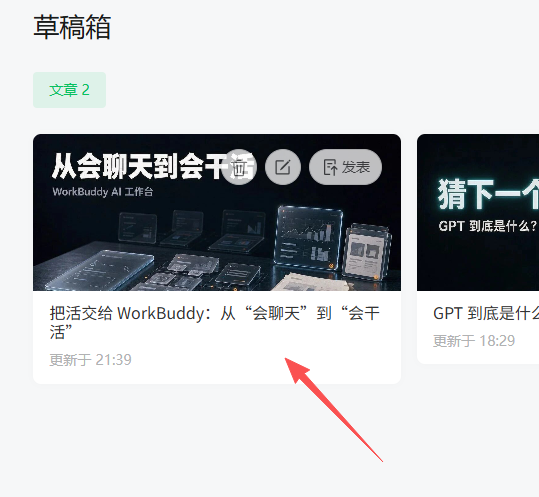 草稿箱
文章 2
从会聊天到会干活
WorkBuddy AI 工作台
发表
把活交给 WorkBuddy：从“会聊天”到“会干
活”
更新于 21:39
猜下一个
GPT 到底是什么?
GPT 到底是什么
更新于 18:29